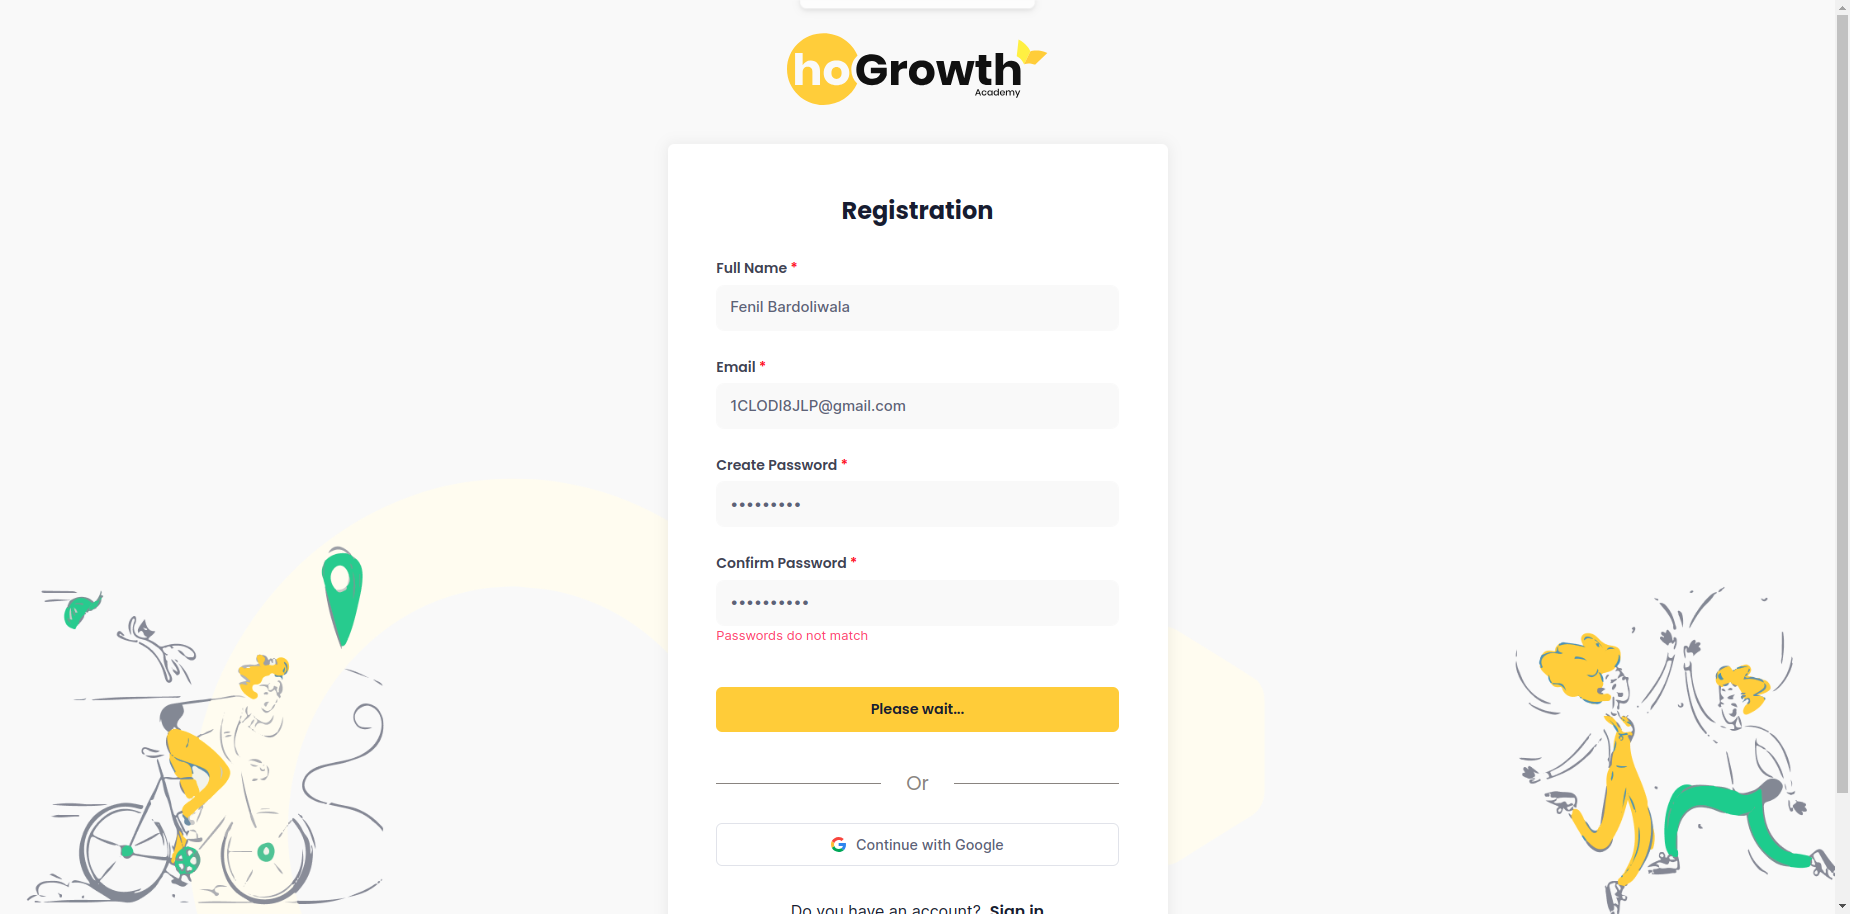 hoGrowth
Academy
Registration
Full Name *
Fenil Bardoliwala
Email *
1CLODI8JLP@gmail.com
Create Password *
•••••••••
Confirm Password *
••••••••••
Passwords do not match
Please wait...
Or
Continue with Google
Do you have an account? Sign in